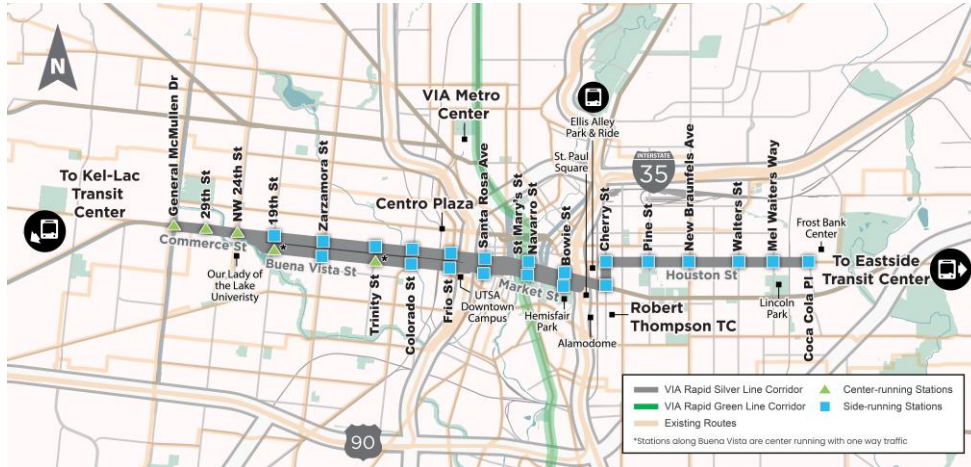 N
To Kel-Lac
Transit
Center
General McMullen Dr
29th St
NW 24th St
19th St
Zarzamora St
Trinity St
Colorado St
Frio St
Santa Rosa Ave
St Mary's St
Navarro St
Bowie St
Cherry St
Pine St
New Braunfels Ave
Walters St
Mel Waiters Way
Coca Cola Pl
VIA Metro
Center
Centro Plaza
Ellis Alley
Park & Ride
St. Paul
Square
INTERSTATE
35
Frost Bank
Center
To Eastside
Transit Center
Commerce St
Buena Vista St
*
*
Market St
Houston St
Our Lady of
the Lake
Univeristy
UTSA
Downtown
Campus
Hemisfair
Park
Alamodome
Robert
Thompson TC
Lincoln
Park
90
VIA Rapid Silver Line Corridor
VIA Rapid Green Line Corridor
Existing Routes
Center-running Stations
Side-running Stations
*Stations along Buena Vista are center running with one way traffic